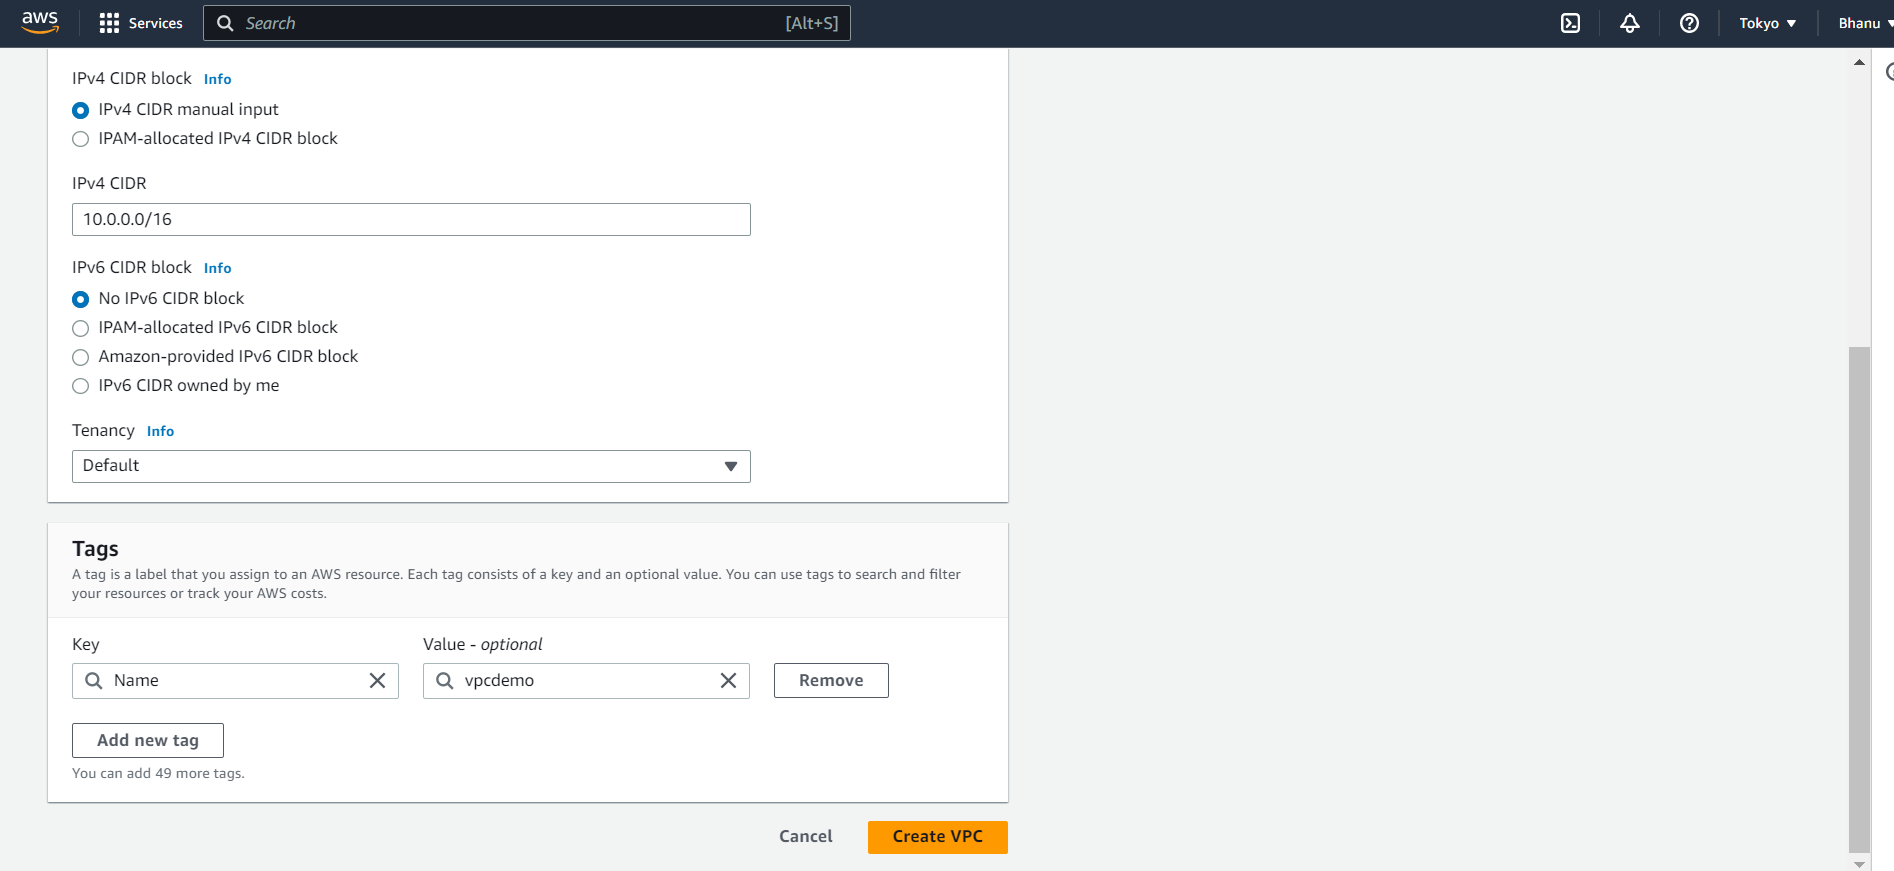 aws Services Search [Alt+S] Tokyo Bhanu
IPv4 CIDR block Info
IPv4 CIDR manual input
IPAM-allocated IPv4 CIDR block
IPv4 CIDR
10.0.0.0/16
IPv6 CIDR block Info
No IPv6 CIDR block
IPAM-allocated IPv6 CIDR block
Amazon-provided IPv6 CIDR block
IPv6 CIDR owned by me
Tenancy Info
Default
Tags
A tag is a label that you assign to an AWS resource. Each tag consists of a key and an optional value. You can use tags to search and filter
your resources or track your AWS costs.
Key Value - optional
Name vpcdemo Remove
Add new tag
You can add 49 more tags.
Cancel Create VPC